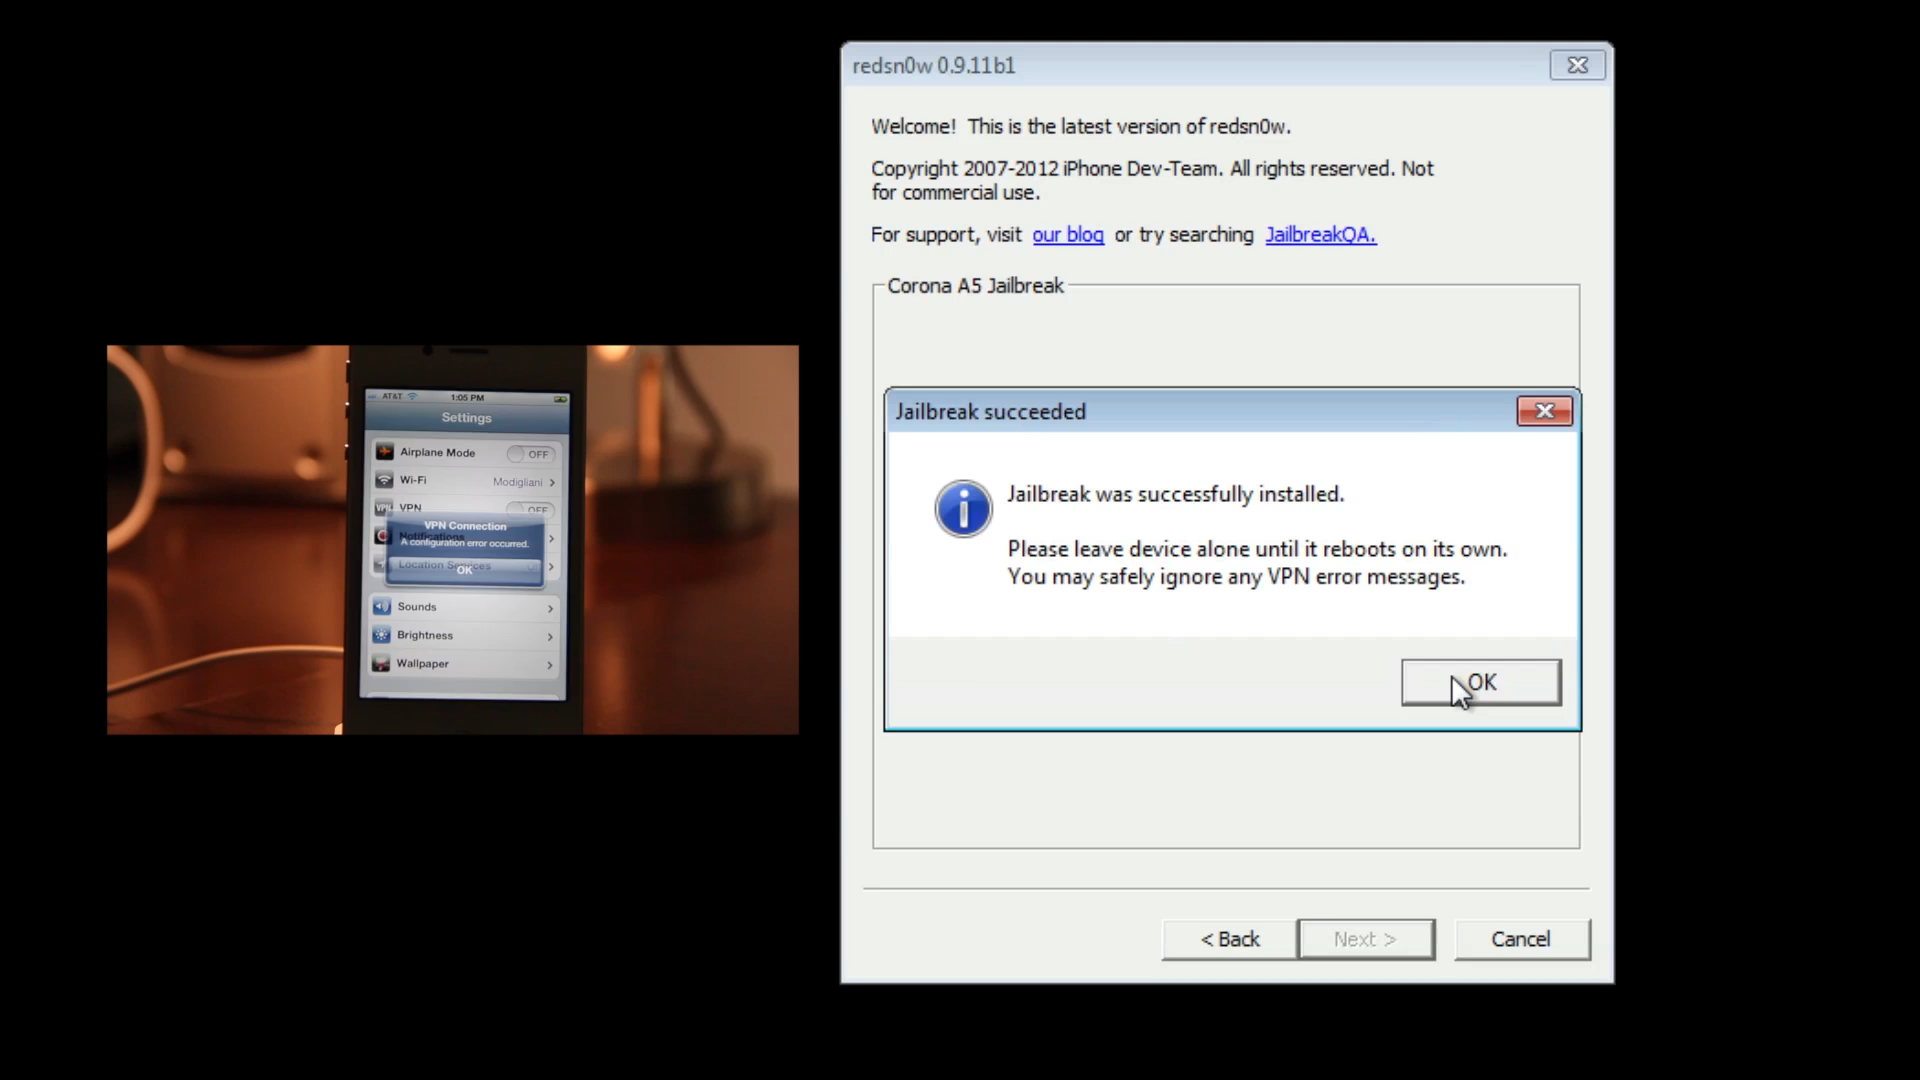 AT&T 1:05 PM
Settings
Airplane Mode OFF
Wi-Fi Modigliani
VPN OFF
VPN Connection
Notifications
A configuration error occurred.
Location Services
OK
Sounds
Brightness
Wallpaper
redsn0w 0.9.11b1
Welcome! This is the latest version of redsn0w.
Copyright 2007-2012 iPhone Dev-Team. All rights reserved. Not
for commercial use.
For support, visit our blog or try searching JailbreakQA.
Corona A5 Jailbreak
Jailbreak succeeded
Jailbreak was successfully installed.
Please leave device alone until it reboots on its own.
You may safely ignore any VPN error messages.
OK
< Back Next > Cancel